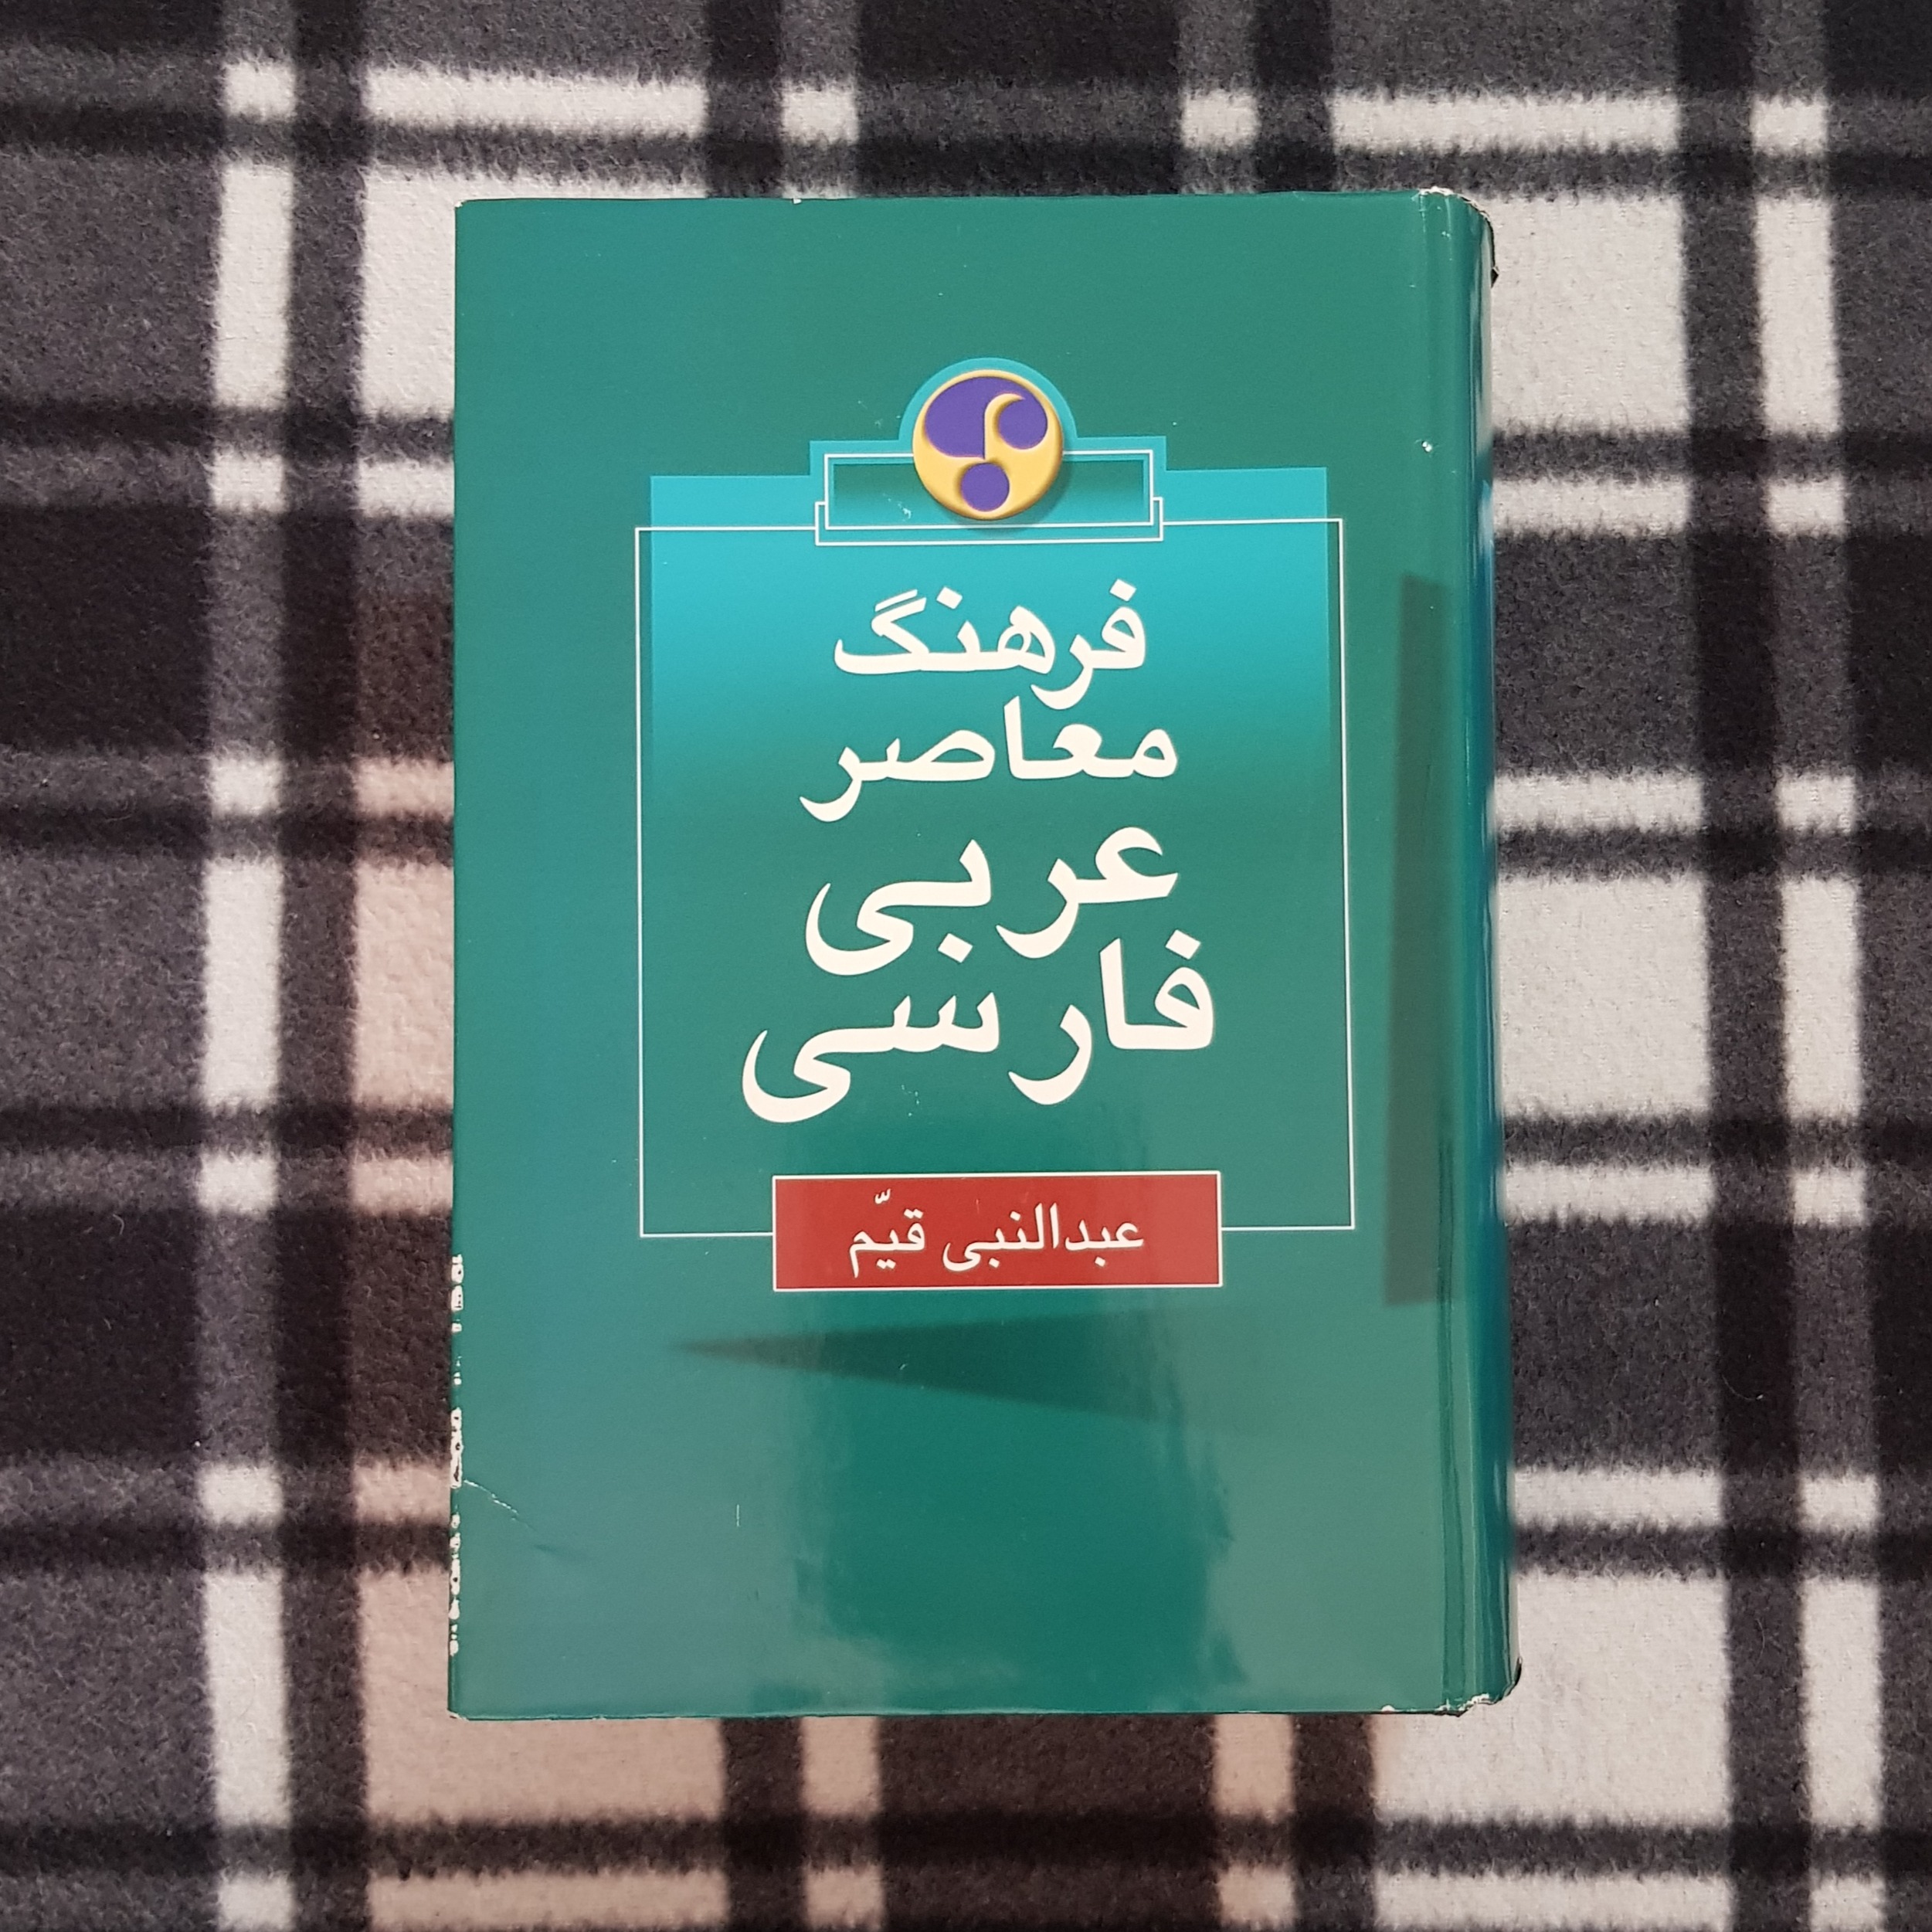 فرهنگ
معاصر
عربی
فارسی
عبدالنبی قیّم